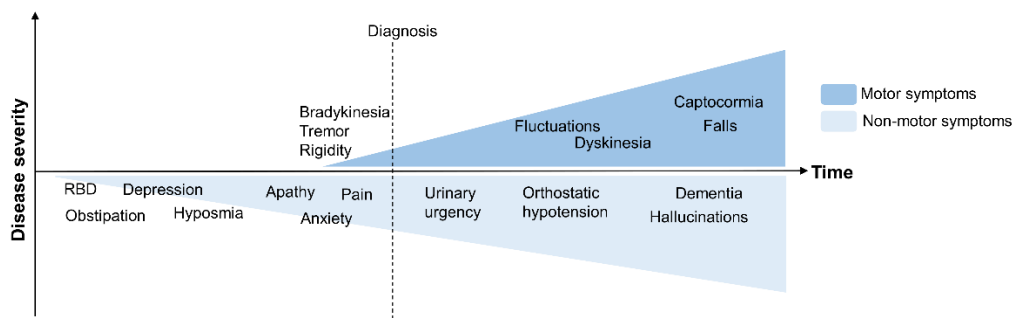 Diagnosis
Disease severity
Bradykinesia
Tremor
Rigidity
Fluctuations
Dyskinesia
Captocormia
Falls
Motor symptoms
Non-motor symptoms
Time
RBD
Obstipation
Depression
Hyposmia
Apathy
Anxiety
Pain
Urinary
urgency
Orthostatic
hypotension
Dementia
Hallucinations